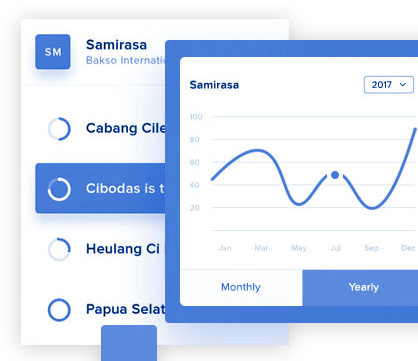 SM
Samirasa
Bakso Internatio
Cabang Cile
Cibodas is t
Heulang Ci
Papua Selat
Samirasa
2017
100
80
60
40
20
Jan Mar May Jul Sep Dec
Monthly Yearly